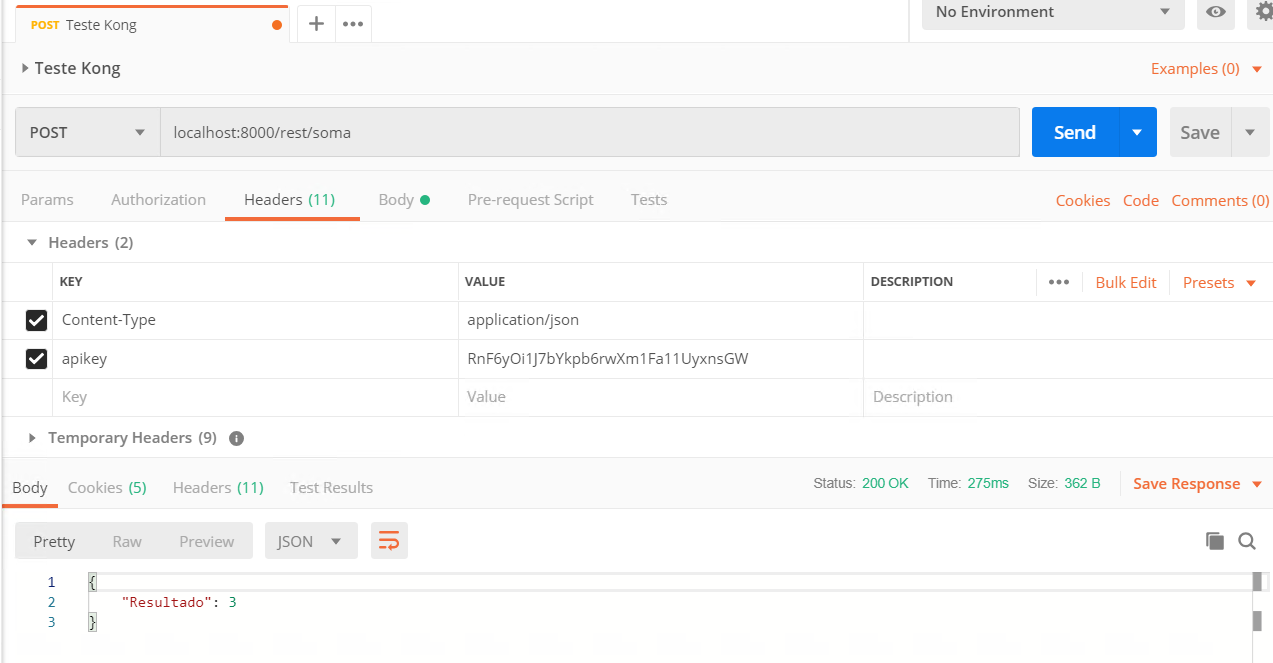 POST Teste Kong + ••• No Environment
Teste Kong Examples (0)
POST localhost:8000/rest/soma Send Save
Params Authorization Headers (11) Body Pre-request Script Tests Cookies Code Comments (0)
Headers (2)
KEY VALUE DESCRIPTION ••• Bulk Edit Presets
Content-Type application/json
apikey RnF6yOi1J7bYkpb6rwXm1Fa11UyxnsGW
Key Value Description
Temporary Headers (9) i
Body Cookies (5) Headers (11) Test Results Status: 200 OK Time: 275ms Size: 362 B Save Response
Pretty Raw Preview JSON
1 {
2 "Resultado": 3
3 }